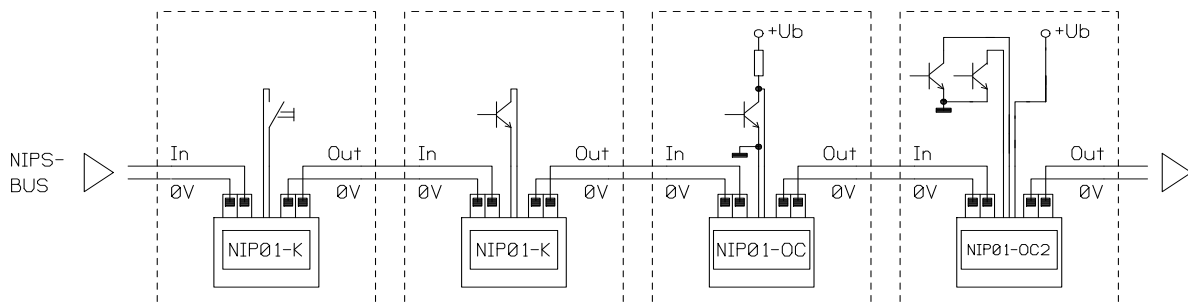 +Ub
+Ub
NIPS-
BUS
In
Out
In
Out
In
Out
In
Out
0V
0V
0V
0V
0V
0V
0V
0V
NIP01-K
NIP01-K
NIP01-OC
NIP01-OC2